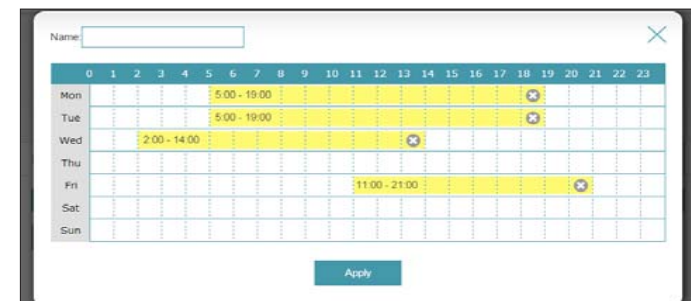 Name:
0 1 2 3 4 5 6 7 8 9 10 11 12 13 14 15 16 17 18 19 20 21 22 23
Mon 5:00 - 19:00
Tue 5:00 - 19:00
Wed 2:00 - 14:00
Thu
Fri 11:00 - 21:00
Sat
Sun
Apply